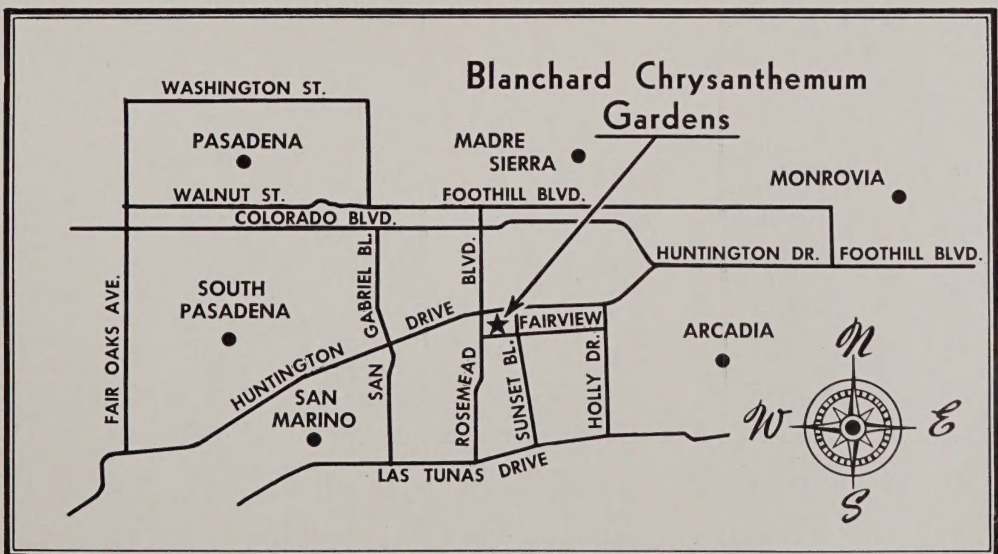 Blanchard Chrysanthemum
Gardens
WASHINGTON ST.
PASADENA
MADRE
SIERRA
MONROVIA
WALNUT ST.
FOOTHILL BLVD.
COLORADO BLVD.
HUNTINGTON DR.
FOOTHILL BLVD.
FAIR OAKS AVE.
SOUTH
PASADENA
SAN GABRIEL BL.
ROSEMEAD BLVD.
HUNTINGTON DRIVE
FAIRVIEW
SUNSET BL.
HOLLY DR.
ARCADIA
SAN
MARINO
LAS TUNAS DRIVE
N
W
E
S